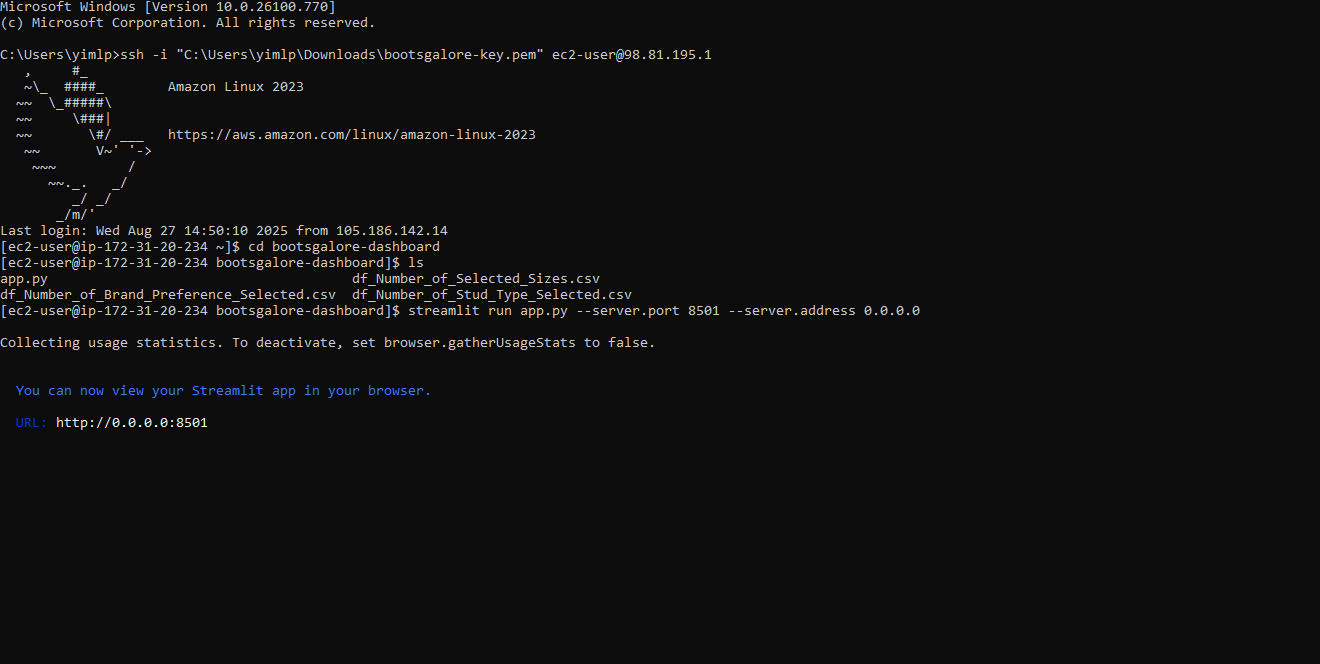 Microsoft Windows [Version 10.0.26100.770]
(c) Microsoft Corporation. All rights reserved.
C:\Users\yimlp>ssh -i "C:\Users\yimlp\Downloads\bootsgalore-key.pem" ec2-user@98.81.195.1
   ,     #_
   ~\_  ####_        Amazon Linux 2023
  ~~  \_#####\
  ~~     \###|
  ~~       \#/ ___   https://aws.amazon.com/linux/amazon-linux-2023
   ~~       V~' '->
    ~~~         /
      ~~._.   _/
         _/ _/
       _/m/'
Last login: Wed Aug 27 14:50:10 2025 from 105.186.142.14
[ec2-user@ip-172-31-20-234 ~]$ cd bootsgalore-dashboard
[ec2-user@ip-172-31-20-234 bootsgalore-dashboard]$ ls
app.py                                      df_Number_of_Selected_Sizes.csv
df_Number_of_Brand_Preference_Selected.csv  df_Number_of_Stud_Type_Selected.csv
[ec2-user@ip-172-31-20-234 bootsgalore-dashboard]$ streamlit run app.py --server.port 8501 --server.address 0.0.0.0
Collecting usage statistics. To deactivate, set browser.gatherUsageStats to false.
  You can now view your Streamlit app in your browser.
  URL: http://0.0.0.0:8501